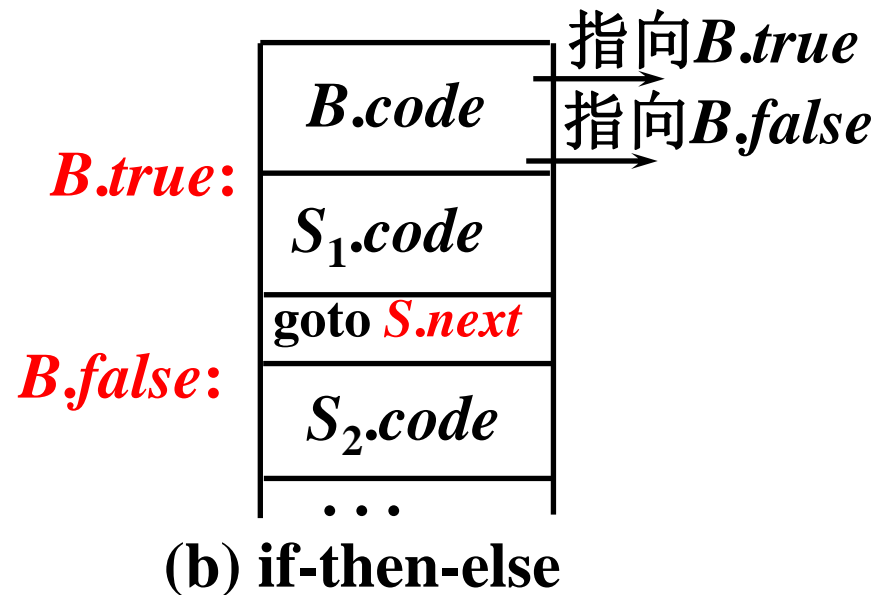 B.code
指向B.true
指向B.false
B.true:
S₁.code
goto S.next
B.false:
S₂.code
...
(b) if-then-else